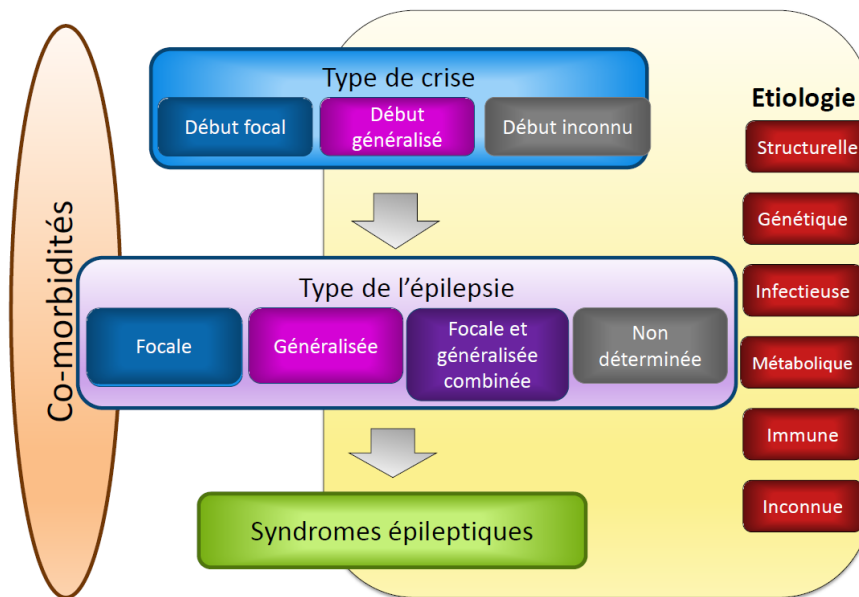 Co-morbidités
Type de crise
Début focal
Début
généralisé
Début inconnu
Type de l’épilepsie
Focale
Généralisée
Focale et
généralisée
combinée
Non
déterminée
Syndromes épileptiques
Etiologie
Structurelle
Génétique
Infectieuse
Métabolique
Immune
Inconnue